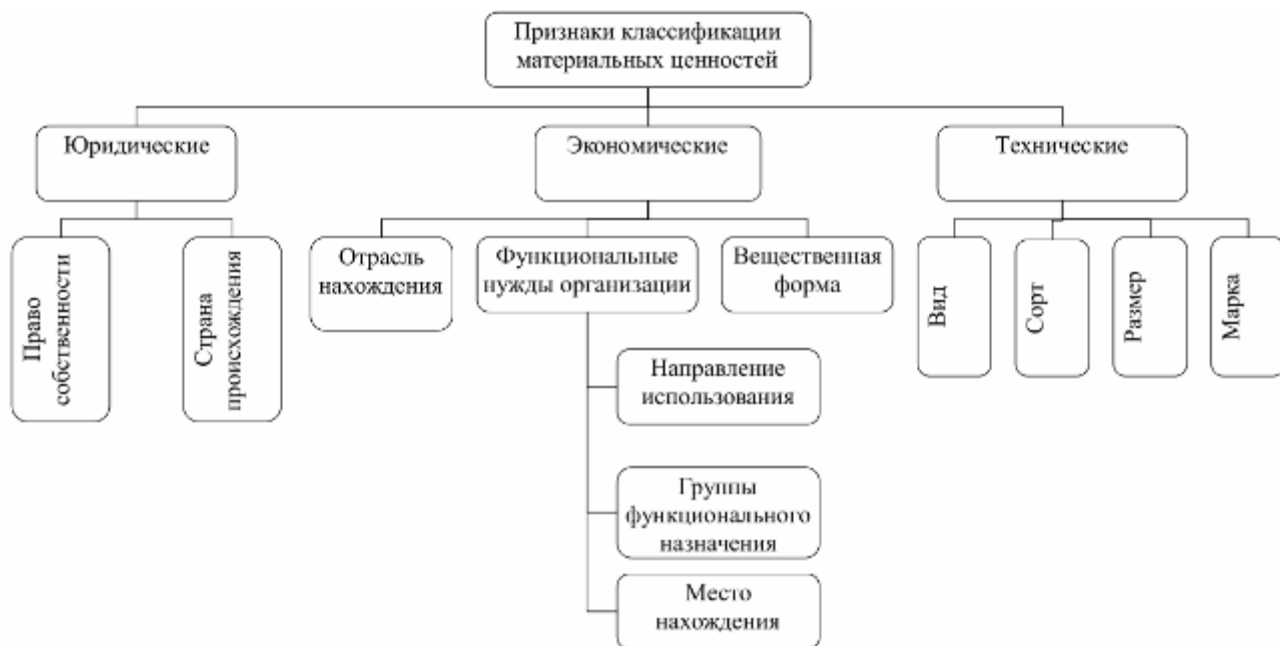 Признаки классификации
материальных ценностей
Юридические
Экономические
Технические
Право
собственности
Страна
происхождения
Отрасль
нахождения
Функциональные
нужды организации
Вещественная
форма
Вид
Сорт
Размер
Марка
Направление
использования
Группы
функционального
назначения
Место
нахождения